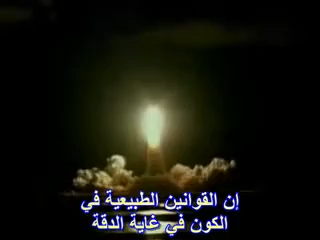 إن القوانين الطبيعية في
الكون في غاية الدقة